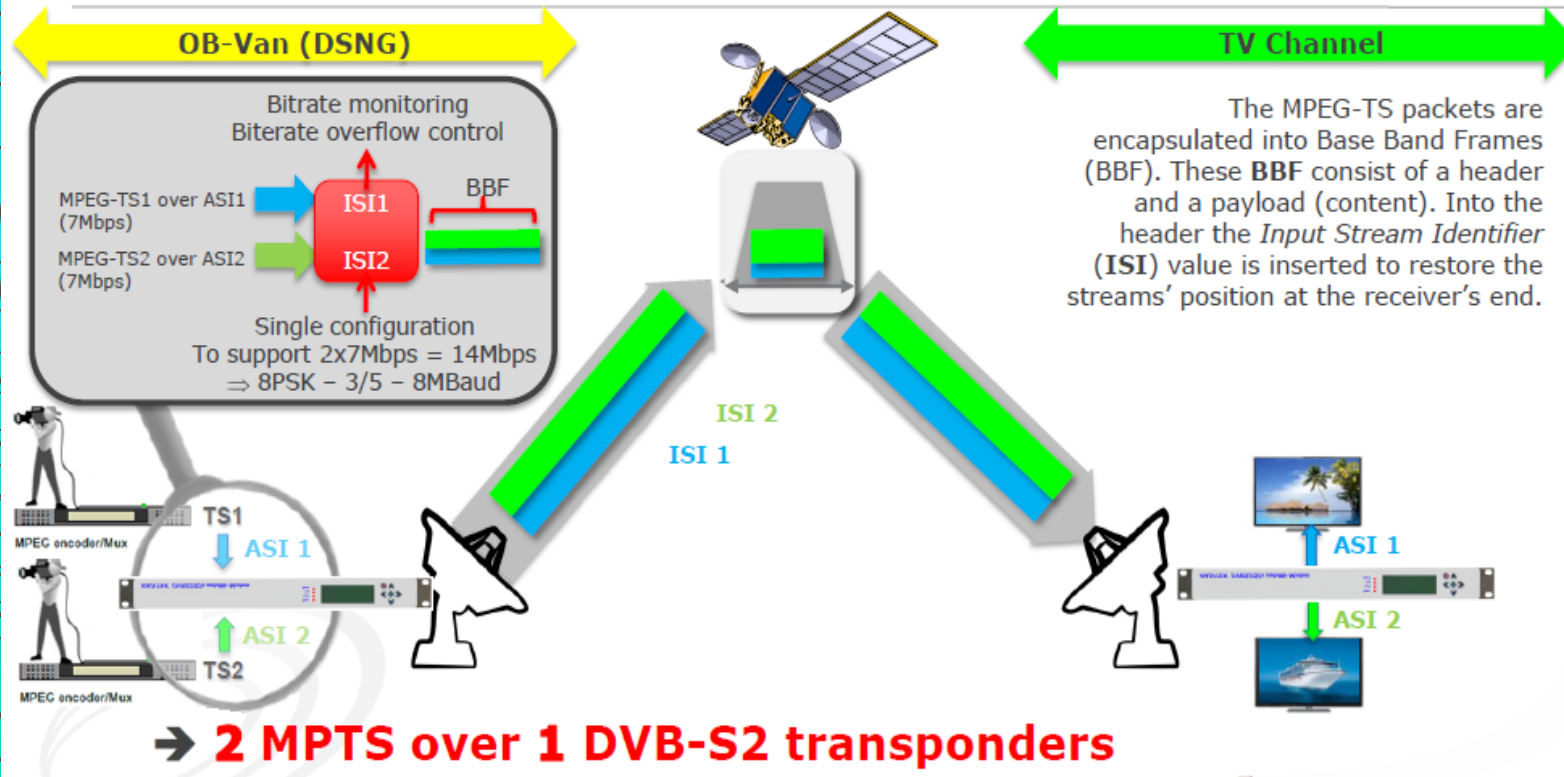 OB-Van (DSNG)
Bitrate monitoring
Biterate overflow control
MPEG-TS1 over ASI1
(7Mbps)
MPEG-TS2 over ASI2
(7Mbps)
ISI1
ISI2
BBF
Single configuration
To support 2x7Mbps = 14Mbps
⇒ 8PSK – 3/5 – 8MBaud
TV Channel
The MPEG-TS packets are
encapsulated into Base Band Frames
(BBF). These BBF consist of a header
and a payload (content). Into the
header the Input Stream Identifier
(ISI) value is inserted to restore the
streams’ position at the receiver’s end.
ISI 2
ISI 1
TS1
MPEG encoder/Mux
ASI 1
ASI 2
TS2
MPEG encoder/Mux
ASI 1
ASI 2
➔ 2 MPTS over 1 DVB-S2 transponders